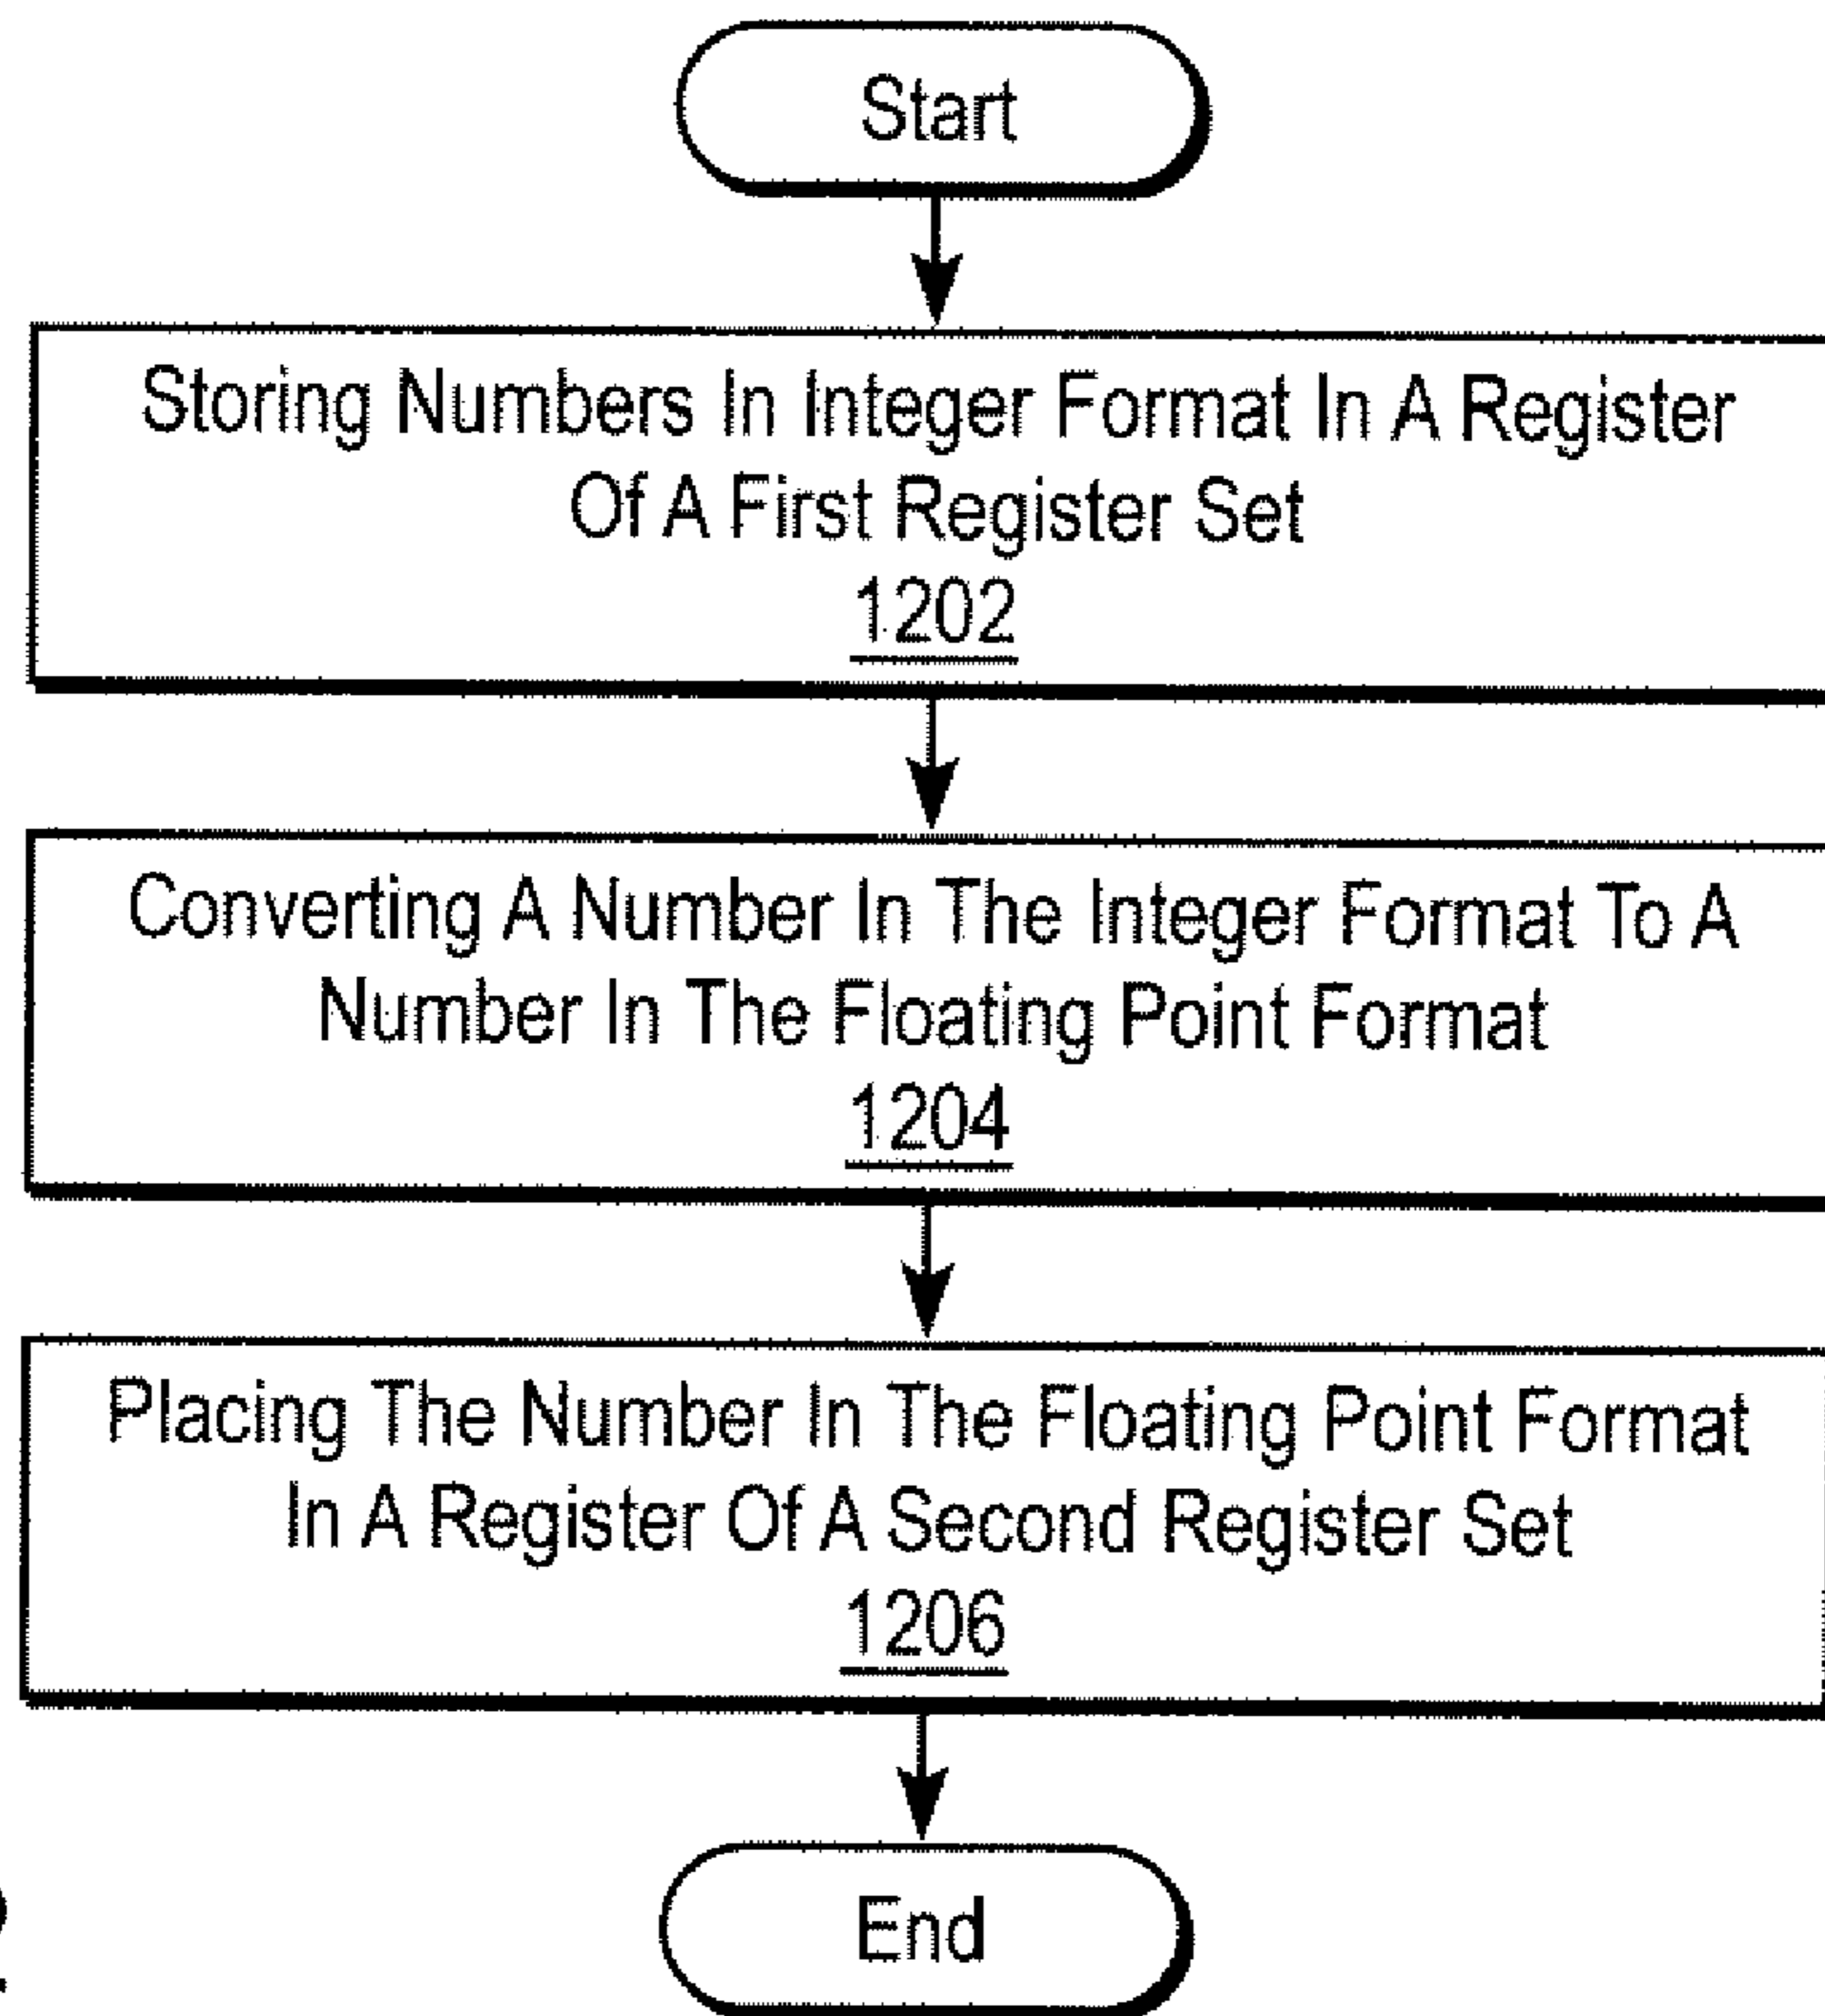 Start
Storing Numbers In Integer Format In A Register
Of A First Register Set
1202
Converting A Number In The Integer Format To A
Number In The Floating Point Format
1204
Placing The Number In The Floating Point Format
In A Register Of A Second Register Set
1206
End